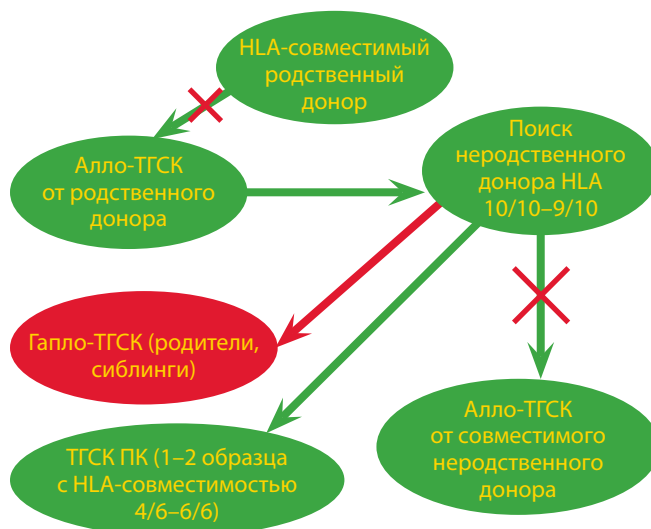 HLA-совместимый
родственный
донор
Алло-ТГСК
от родственного
донора
Поиск
неродственного
донора HLA
10/10–9/10
Гапло-ТГСК (родители,
сиблинги)
ТГСК ПК (1–2 образца
с HLA-совместимостью
4/6–6/6)
Алло-ТГСК
от совместимого
неродственного
донора